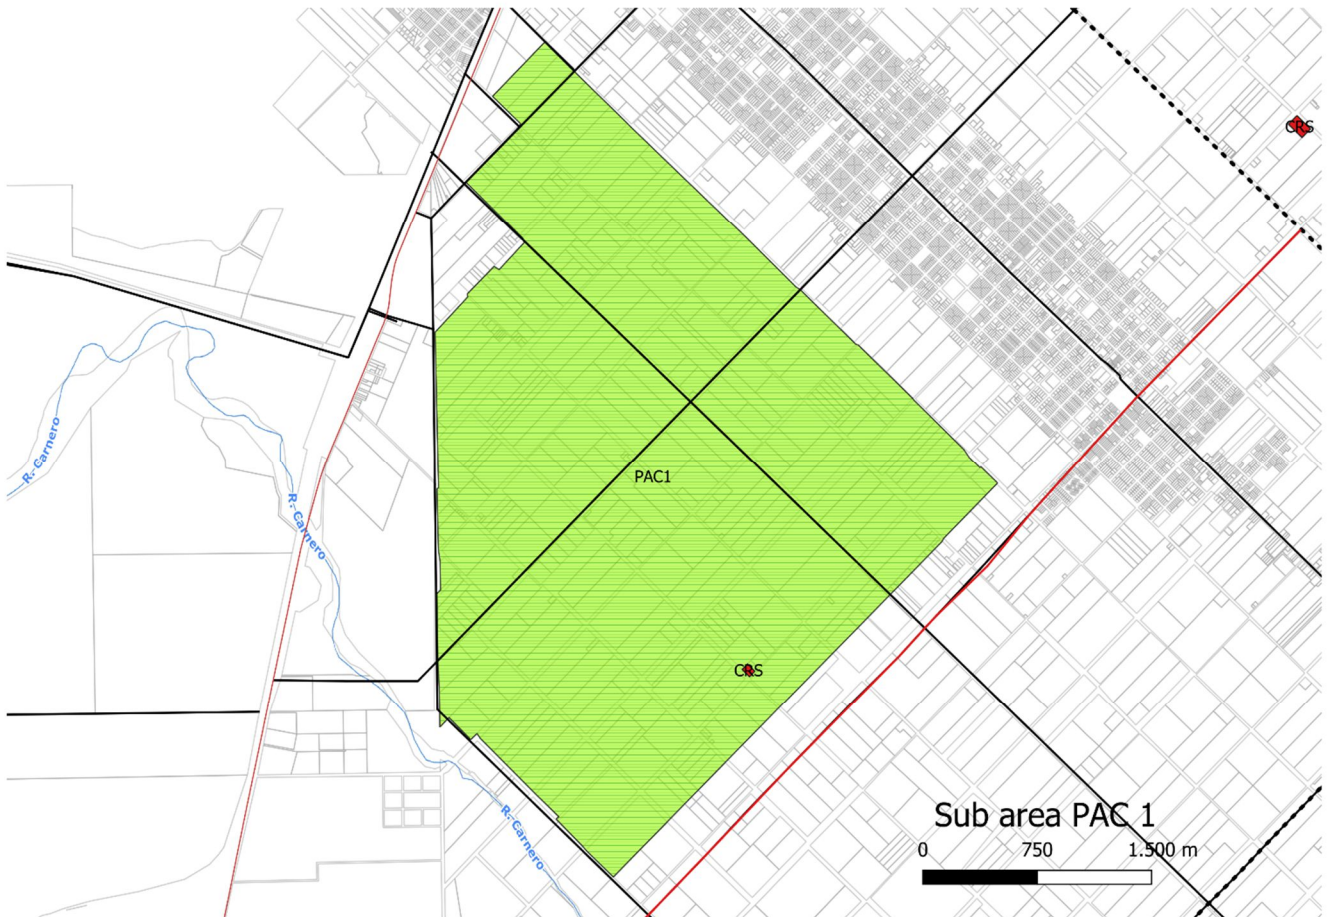 CRS
R. Carnero
PAC1
R. Carnero
CRS
R. Carnero
Sub area PAC 1
0 750 1.500 m